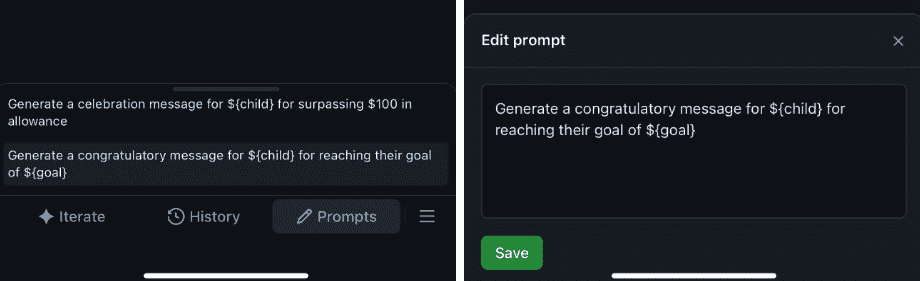 Generate a celebration message for ${child} for surpassing $100 in
allowance
Generate a congratulatory message for ${child} for reaching their goal
of ${goal}
Iterate
History
Prompts
Edit prompt
Generate a congratulatory message for ${child} for
reaching their goal of ${goal}
Save